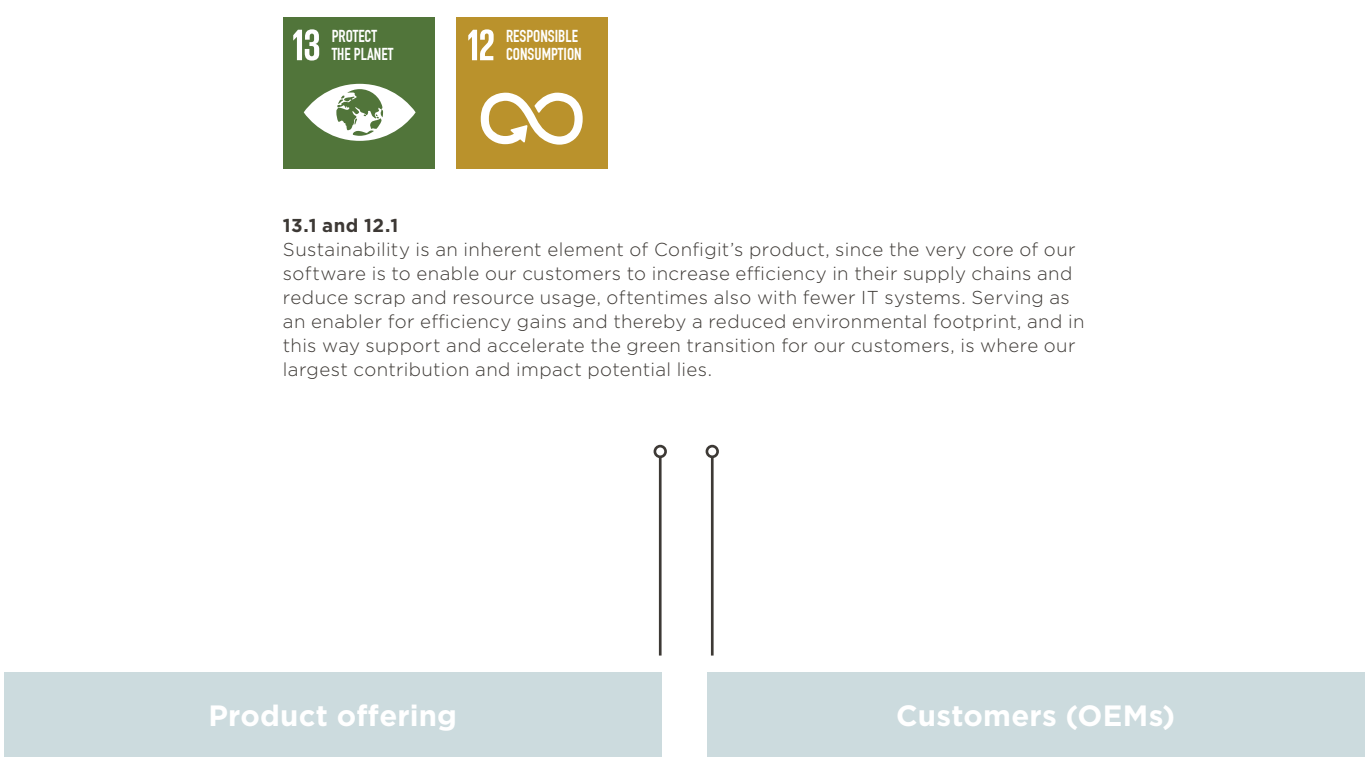 13 PROTECT
THE PLANET
12 RESPONSIBLE
CONSUMPTION
13.1 and 12.1
Sustainability is an inherent element of Configit’s product, since the very core of our
software is to enable our customers to increase efficiency in their supply chains and
reduce scrap and resource usage, oftentimes also with fewer IT systems. Serving as
an enabler for efficiency gains and thereby a reduced environmental footprint, and in
this way support and accelerate the green transition for our customers, is where our
largest contribution and impact potential lies.
Product offering
Customers (OEMs)